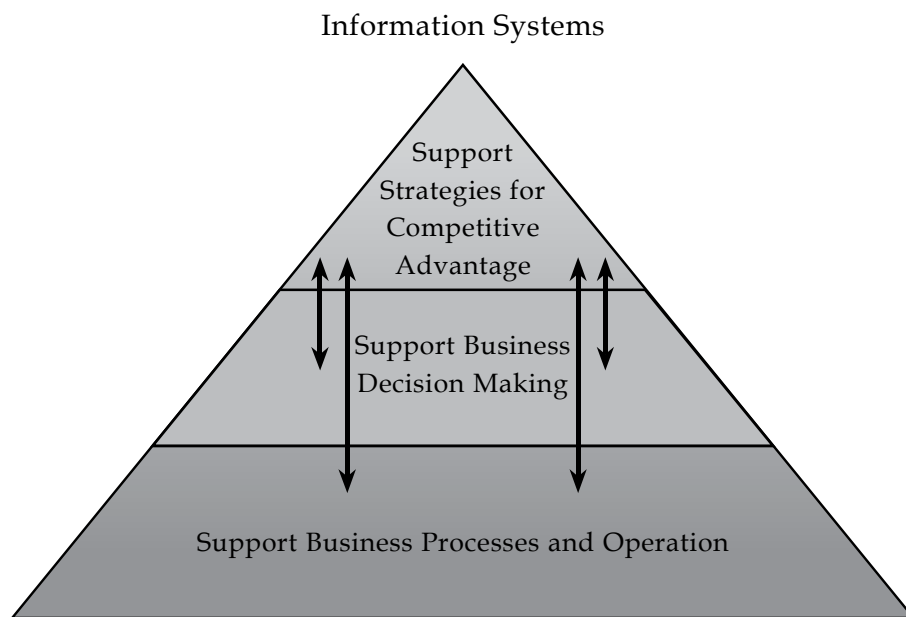 Information Systems
Support
Strategies for
Competitive
Advantage
Support Business
Decision Making
Support Business Processes and Operation